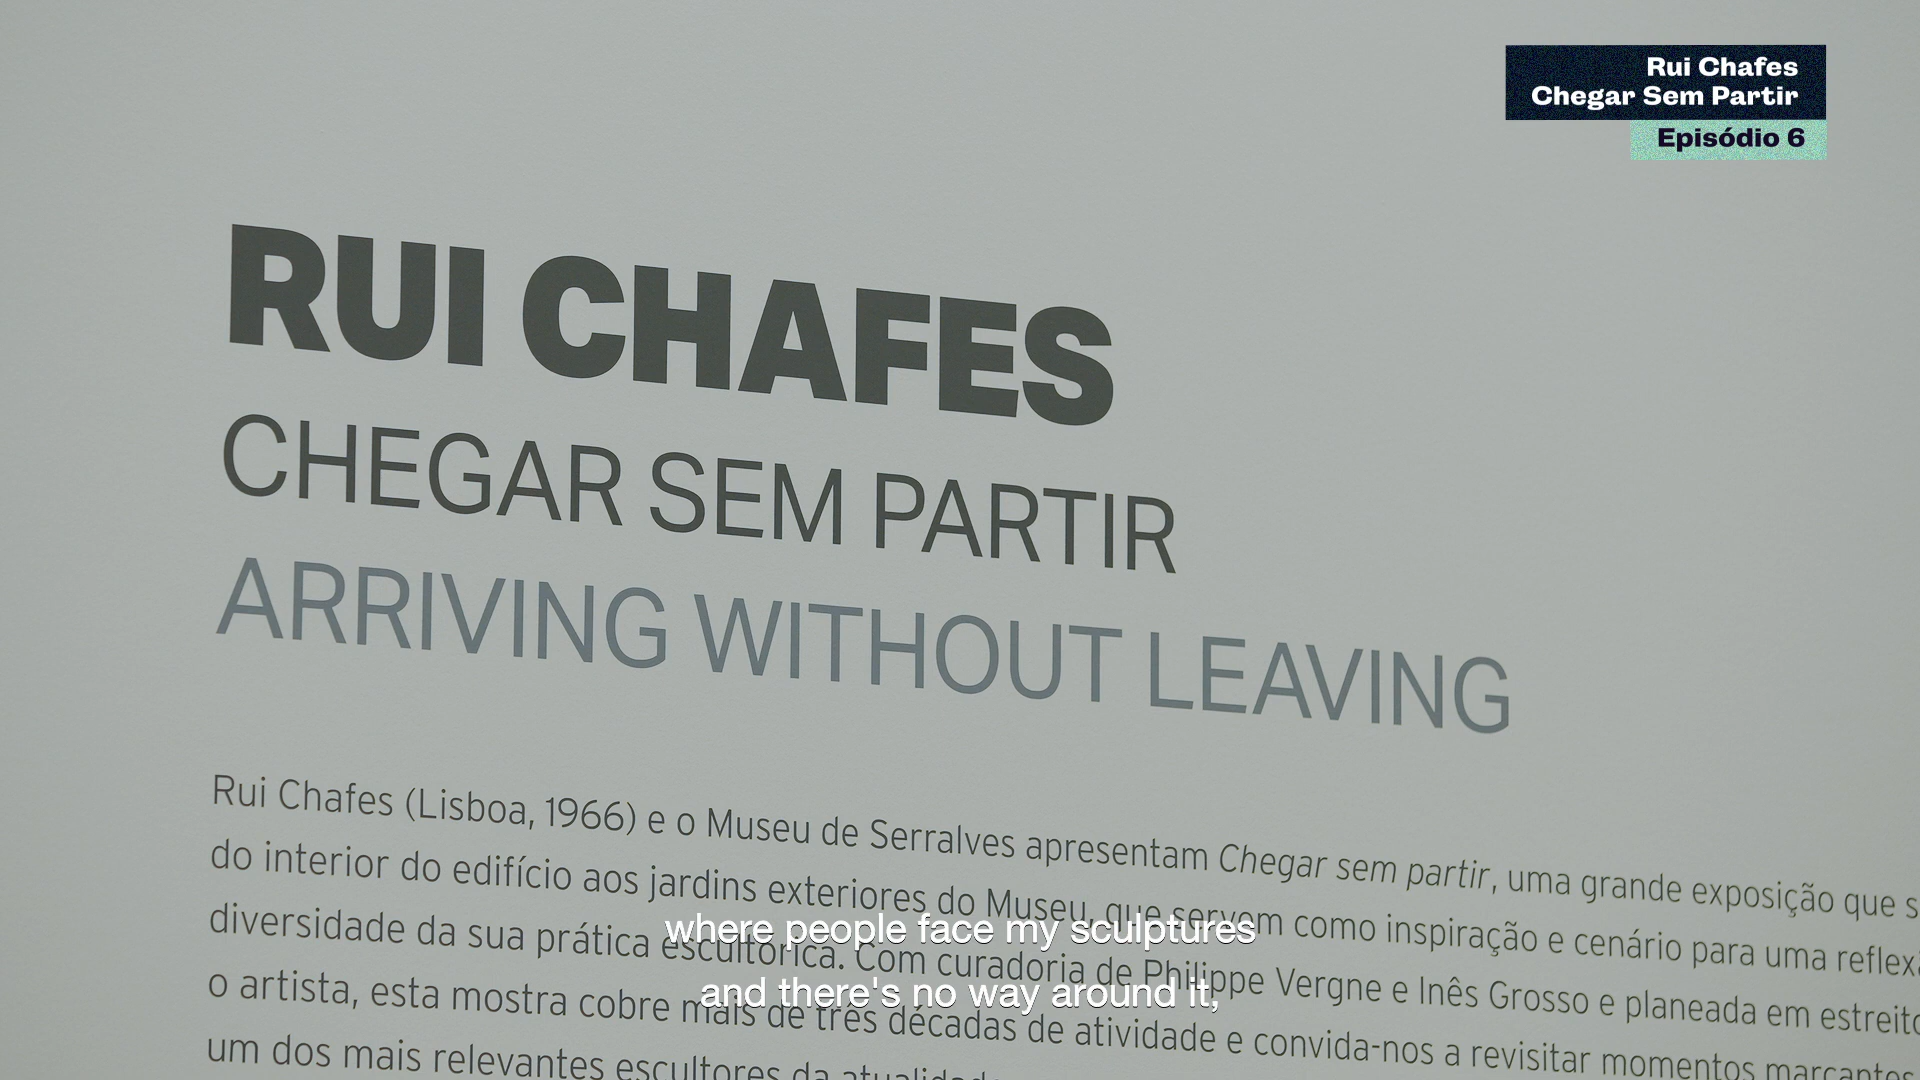 Rui Chafes
Chegar Sem Partir
Episódio 6
RUI CHAFES
CHEGAR SEM PARTIR
ARRIVING WITHOUT LEAVING
Rui Chafes (Lisboa, 1966) e o Museu de Serralves apresentam Chegar sem partir, uma grande exposição que
do interior do edifício aos jardins exteriores do Museu, que servem como inspiração e cenário para uma
diversidade da sua prática escultórica. Com curadoria de Philippe Vergne e Inês Grosso e planeada em
o artista, esta mostra cobre mais de três décadas de atividade e convida-nos a revisitar momentos
um dos mais relevantes escultores da
where people face my sculptures
and there's no way around it,